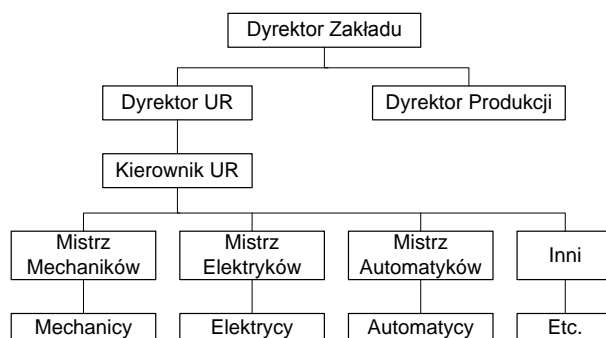 Dyrektor Zakładu
Dyrektor UR
Dyrektor Produkcji
Kierownik UR
Mistrz
Mechaników
Mistrz
Elektryków
Mistrz
Automatyków
Inni
Mechanicy
Elektrycy
Automatycy
Etc.